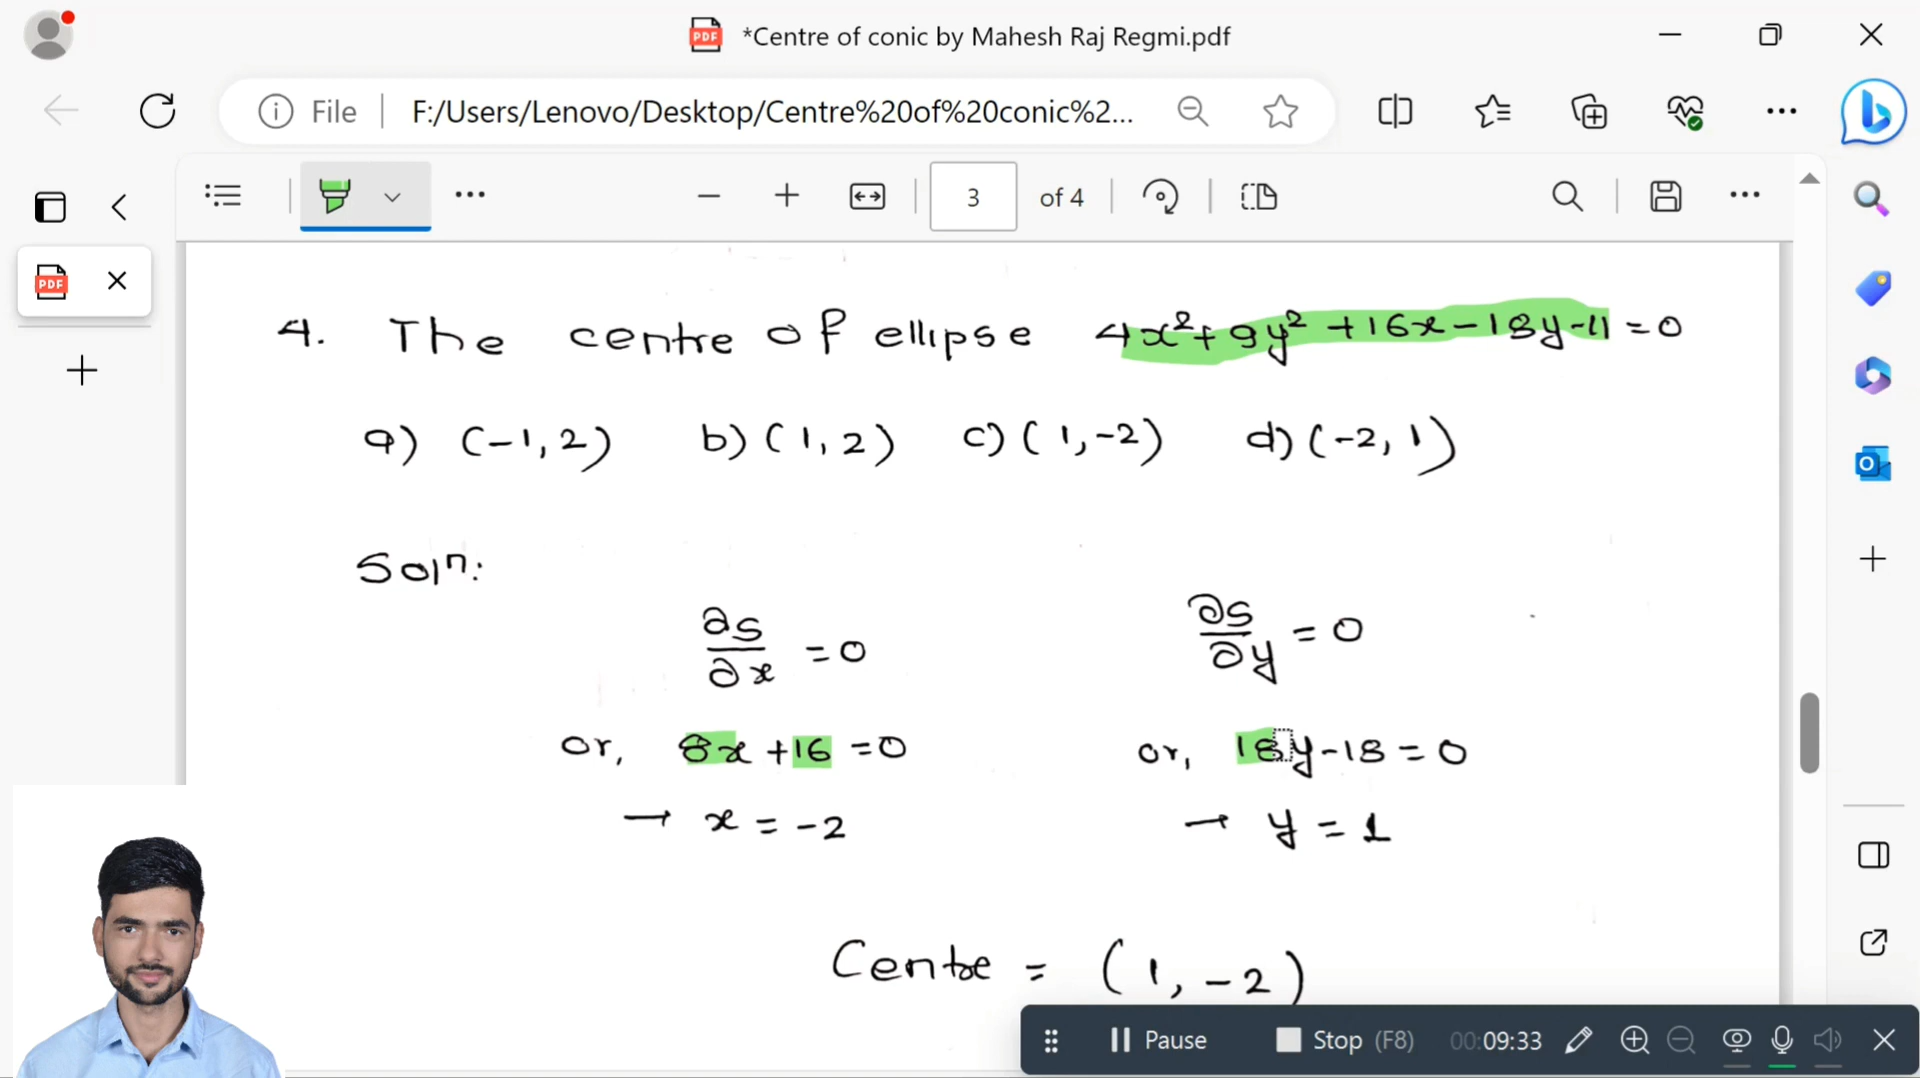 *Centre of conic by Mahesh Raj Regmi.pdf
File F:/Users/Lenovo/Desktop/Centre%20of%20conic%2...
3 of 4
4. The centre of ellipse 4x²+9y²+16x-18y-11=0
a) (-1, 2) b) (1, 2) c) (1, -2) d) (-2, 1)
Solⁿ:
∂s/∂x = 0 ∂s/∂y = 0
or, 8x + 16 = 0 or, 18y - 18 = 0
→ x = -2 → y = 1
Centre = (1, -2)
Pause Stop (F8) 00:09:33